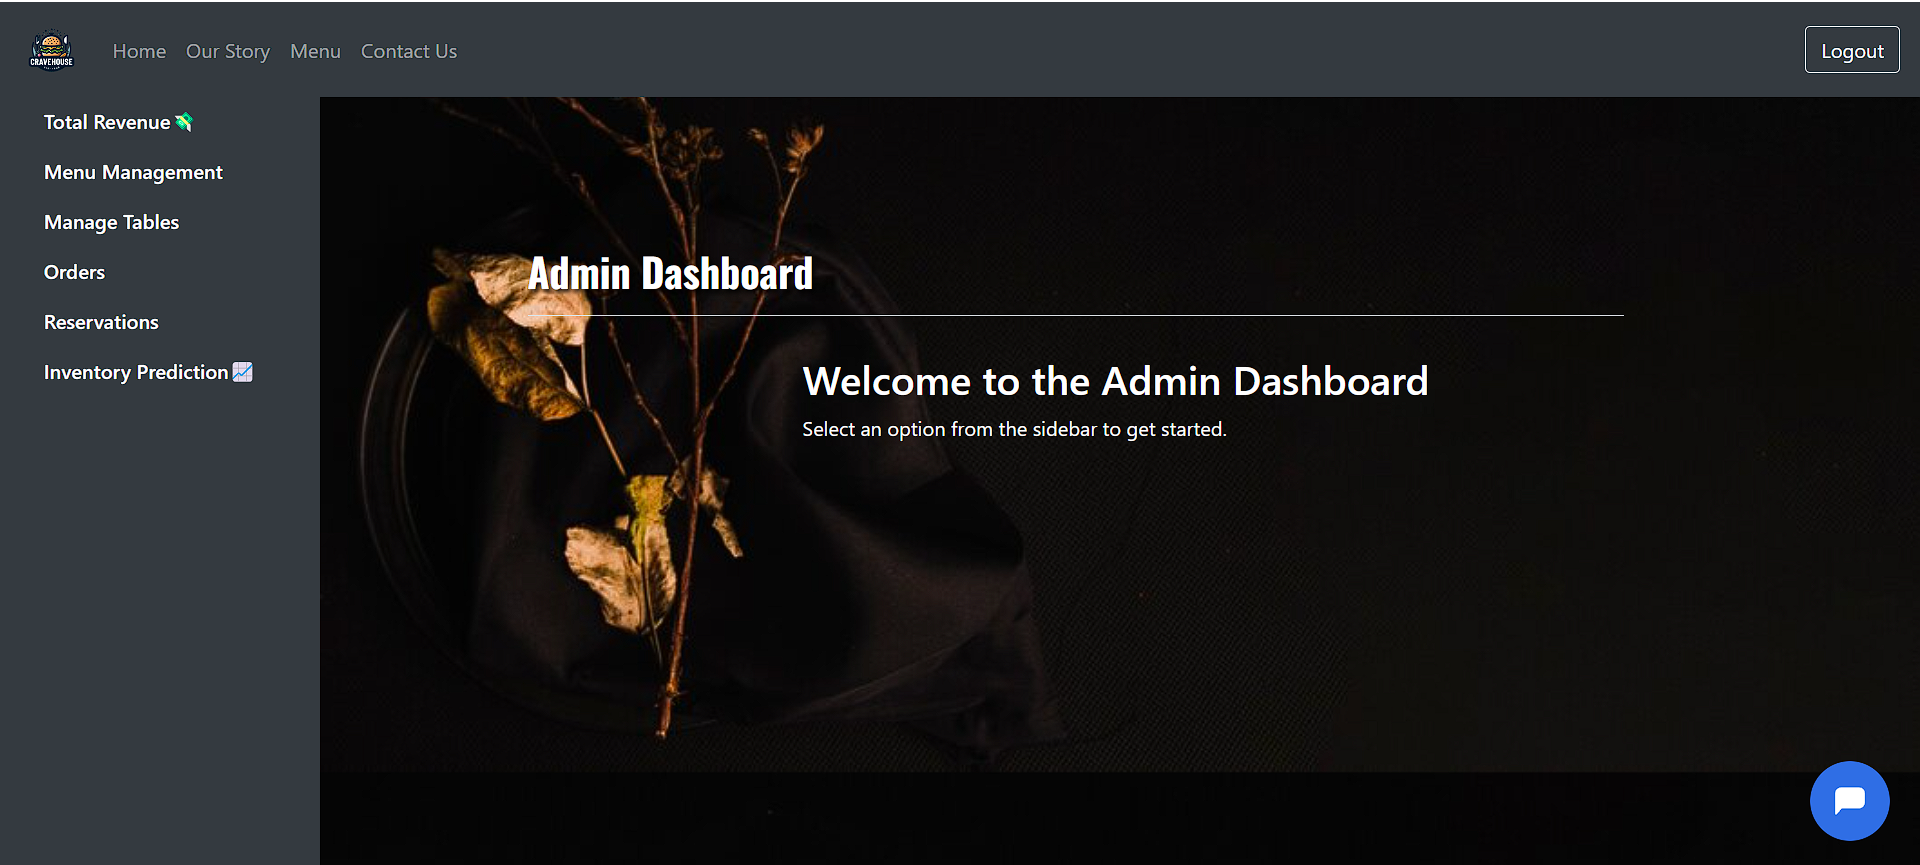 CRAVEHOUSE
Home Our Story Menu Contact Us
Logout
Total Revenue
Menu Management
Manage Tables
Orders
Reservations
Inventory Prediction
Admin Dashboard
Welcome to the Admin Dashboard
Select an option from the sidebar to get started.